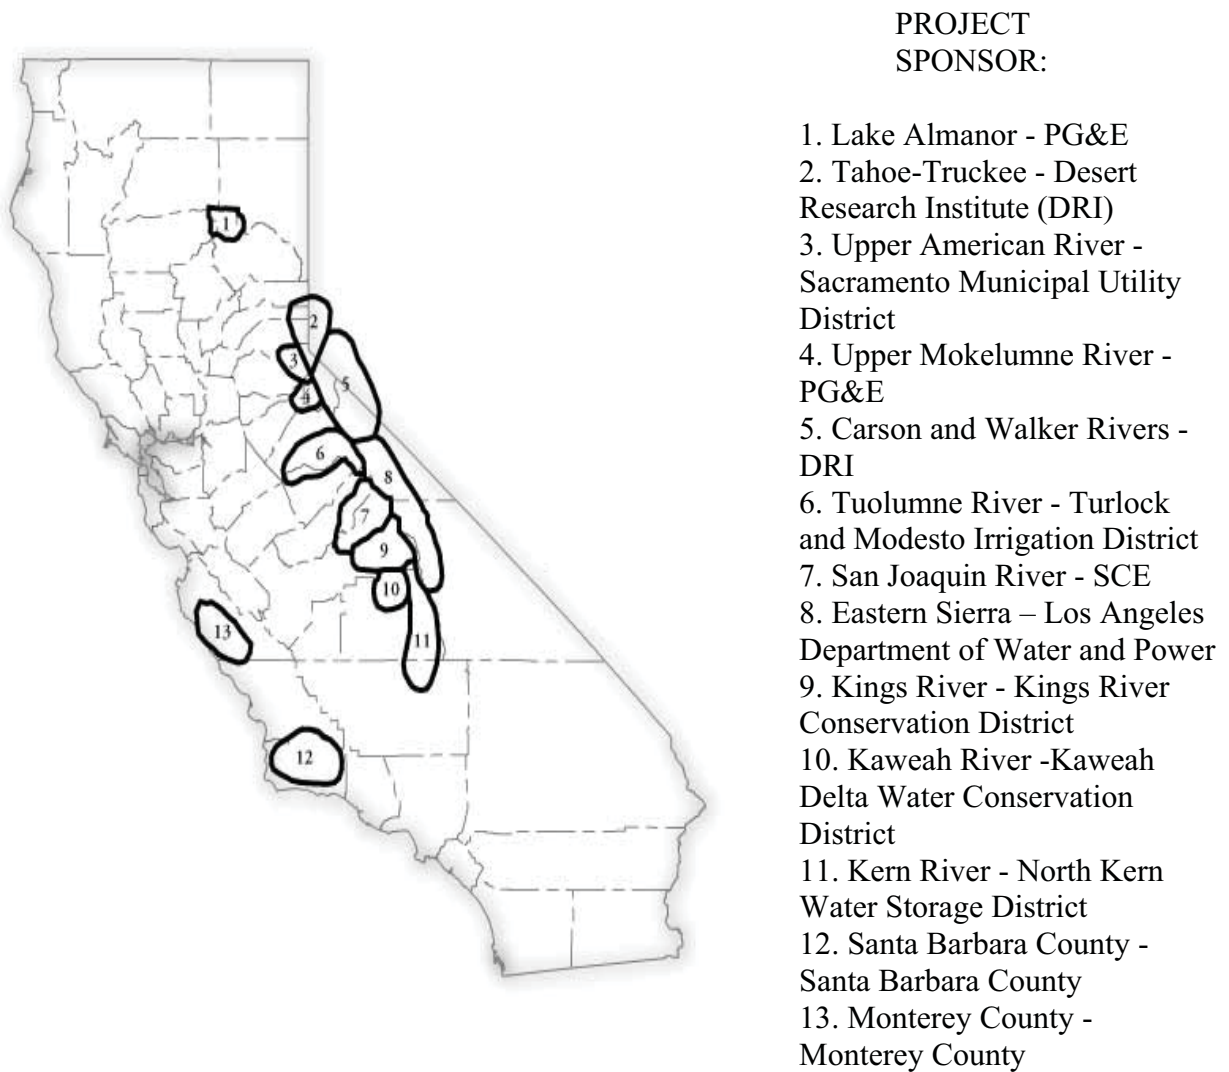 PROJECT
SPONSOR:
1. Lake Almanor - PG&E
2. Tahoe-Truckee - Desert
Research Institute (DRI)
3. Upper American River -
Sacramento Municipal Utility
District
4. Upper Mokelumne River -
PG&E
5. Carson and Walker Rivers -
DRI
6. Tuolumne River - Turlock
and Modesto Irrigation District
7. San Joaquin River - SCE
8. Eastern Sierra – Los Angeles
Department of Water and Power
9. Kings River - Kings River
Conservation District
10. Kaweah River -Kaweah
Delta Water Conservation
District
11. Kern River - North Kern
Water Storage District
12. Santa Barbara County -
Santa Barbara County
13. Monterey County -
Monterey County
1
2
3
5
4
6
8
7
9
10
13
11
12